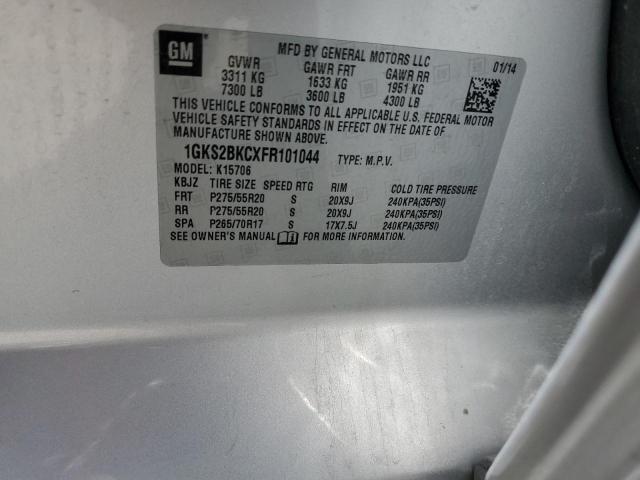 GM
MFD BY GENERAL MOTORS LLC 01/14
GVWR GAWR FRT GAWR RR
3311 KG 1633 KG 1951 KG
7300 LB 3600 LB 4300 LB
THIS VEHICLE CONFORMS TO ALL APPLICABLE U.S. FEDERAL MOTOR
VEHICLE SAFETY STANDARDS IN EFFECT ON THE DATE OF
MANUFACTURE SHOWN ABOVE.
1GKS2BKCXFR101044 TYPE: M.P.V.
MODEL: K15706
KBJZ TIRE SIZE SPEED RTG RIM COLD TIRE PRESSURE
FRT P275/55R20 S 20X9J 240KPA(35PSI)
RR P275/55R20 S 20X9J 240KPA(35PSI)
SPA P265/70R17 S 17X7.5J 240KPA(35PSI)
SEE OWNER'S MANUAL FOR MORE INFORMATION.